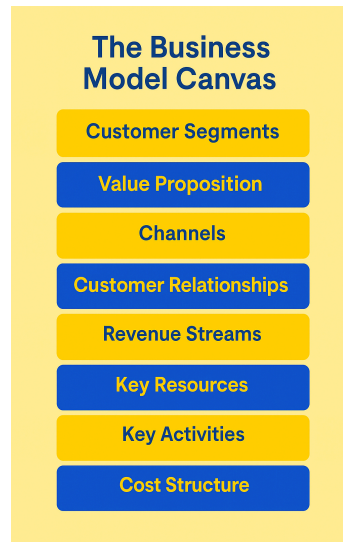 The Business
Model Canvas
Customer Segments
Value Proposition
Channels
Customer Relationships
Revenue Streams
Key Resources
Key Activities
Cost Structure